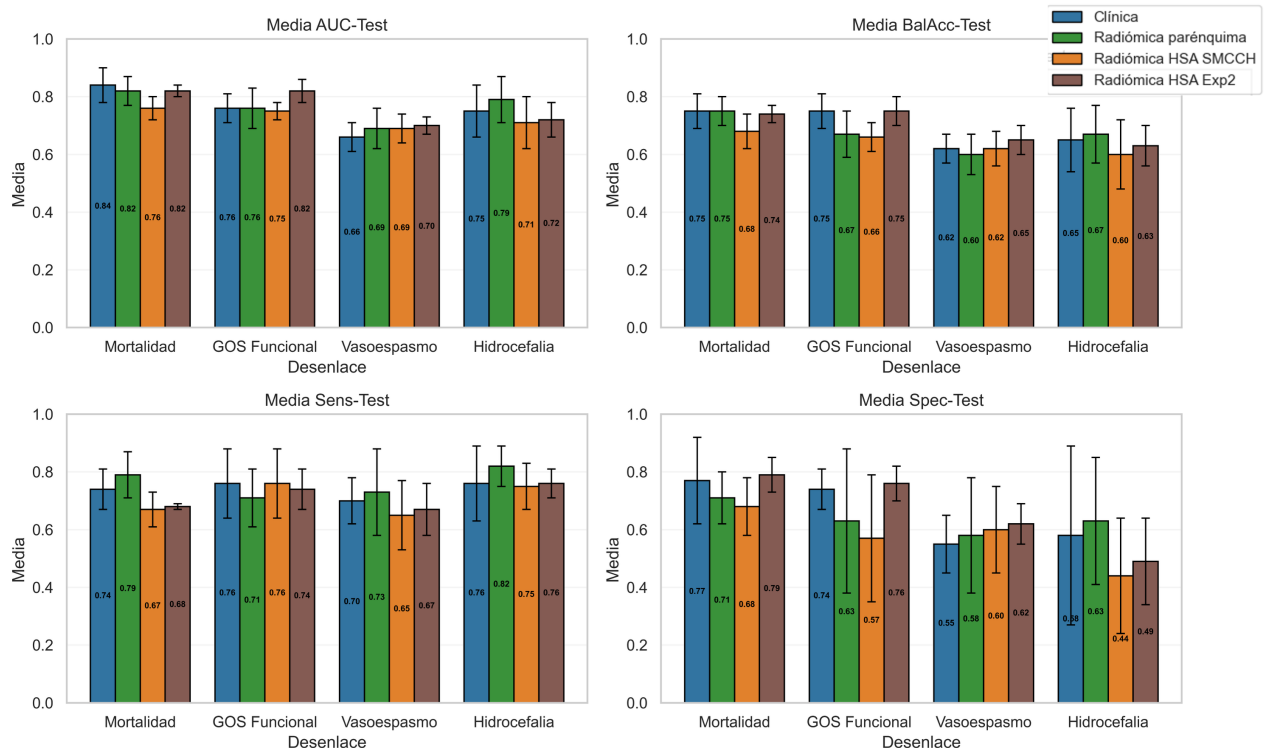 Media AUC-Test
Media
1.0
0.8
0.6
0.4
0.2
0.0
0.84
0.82
0.76
0.82
0.76
0.76
0.75
0.82
0.66
0.69
0.69
0.70
0.75
0.79
0.71
0.72
Mortalidad
GOS Funcional
Vasoespasmo
Hidrocefalia
Desenlace
Media BalAcc-Test
Clínica
Radiómica parénquima
Radiómica HSA SMCCH
Radiómica HSA Exp2
Media
1.0
0.8
0.6
0.4
0.2
0.0
0.75
0.75
0.68
0.74
0.75
0.67
0.66
0.75
0.62
0.60
0.62
0.65
0.65
0.67
0.60
0.63
Mortalidad
GOS Funcional
Vasoespasmo
Hidrocefalia
Desenlace
Media Sens-Test
Media
1.0
0.8
0.6
0.4
0.2
0.0
0.74
0.79
0.67
0.68
0.76
0.71
0.76
0.74
0.70
0.73
0.65
0.67
0.76
0.82
0.75
0.76
Mortalidad
GOS Funcional
Vasoespasmo
Hidrocefalia
Desenlace
Media Spec-Test
Media
1.0
0.8
0.6
0.4
0.2
0.0
0.77
0.71
0.68
0.79
0.74
0.63
0.57
0.76
0.55
0.58
0.60
0.62
0.58
0.63
0.44
0.49
Mortalidad
GOS Funcional
Vasoespasmo
Hidrocefalia
Desenlace